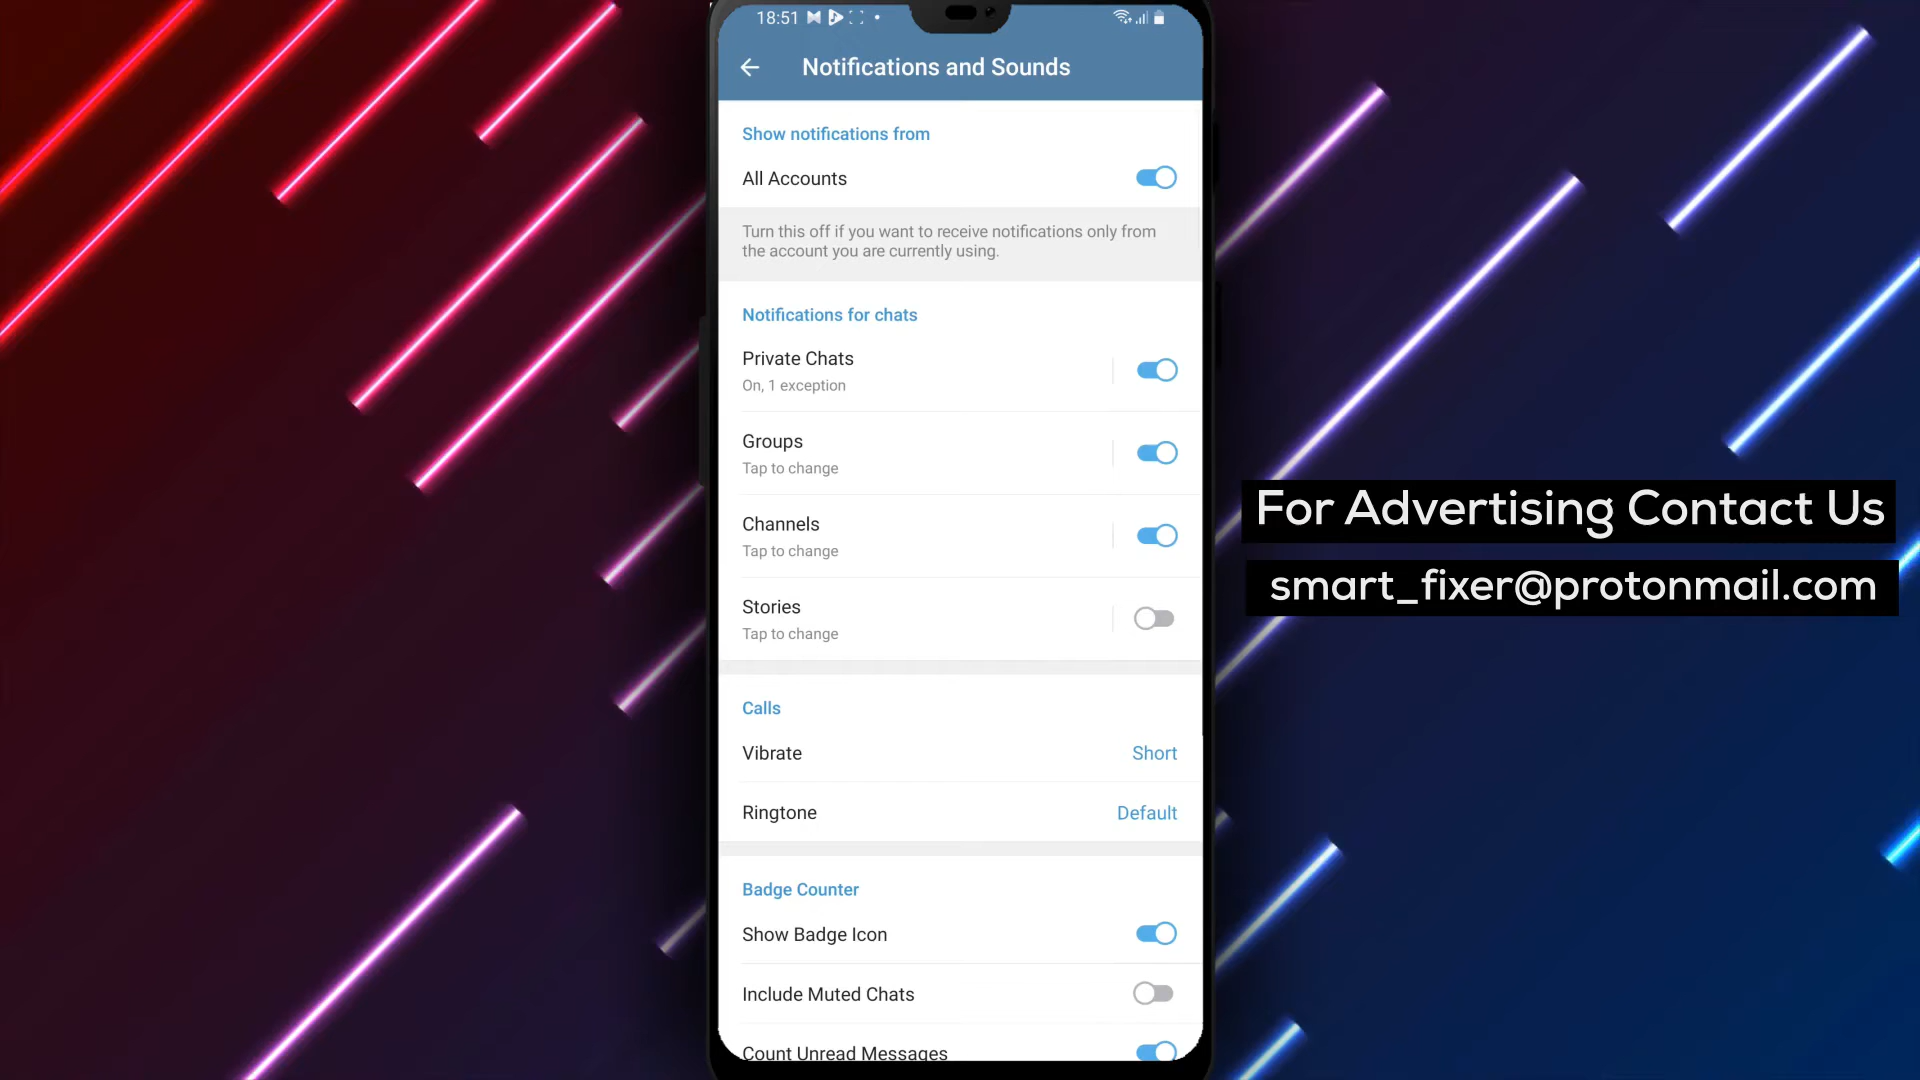 18:51
Notifications and Sounds
Show notifications from
All Accounts
Turn this off if you want to receive notifications only from
the account you are currently using.
Notifications for chats
Private Chats
On, 1 exception
Groups
Tap to change
Channels
Tap to change
Stories
Tap to change
Calls
Vibrate Short
Ringtone Default
Badge Counter
Show Badge Icon
Include Muted Chats
Count Unread Messages
For Advertising Contact Us
smart_fixer@protonmail.com